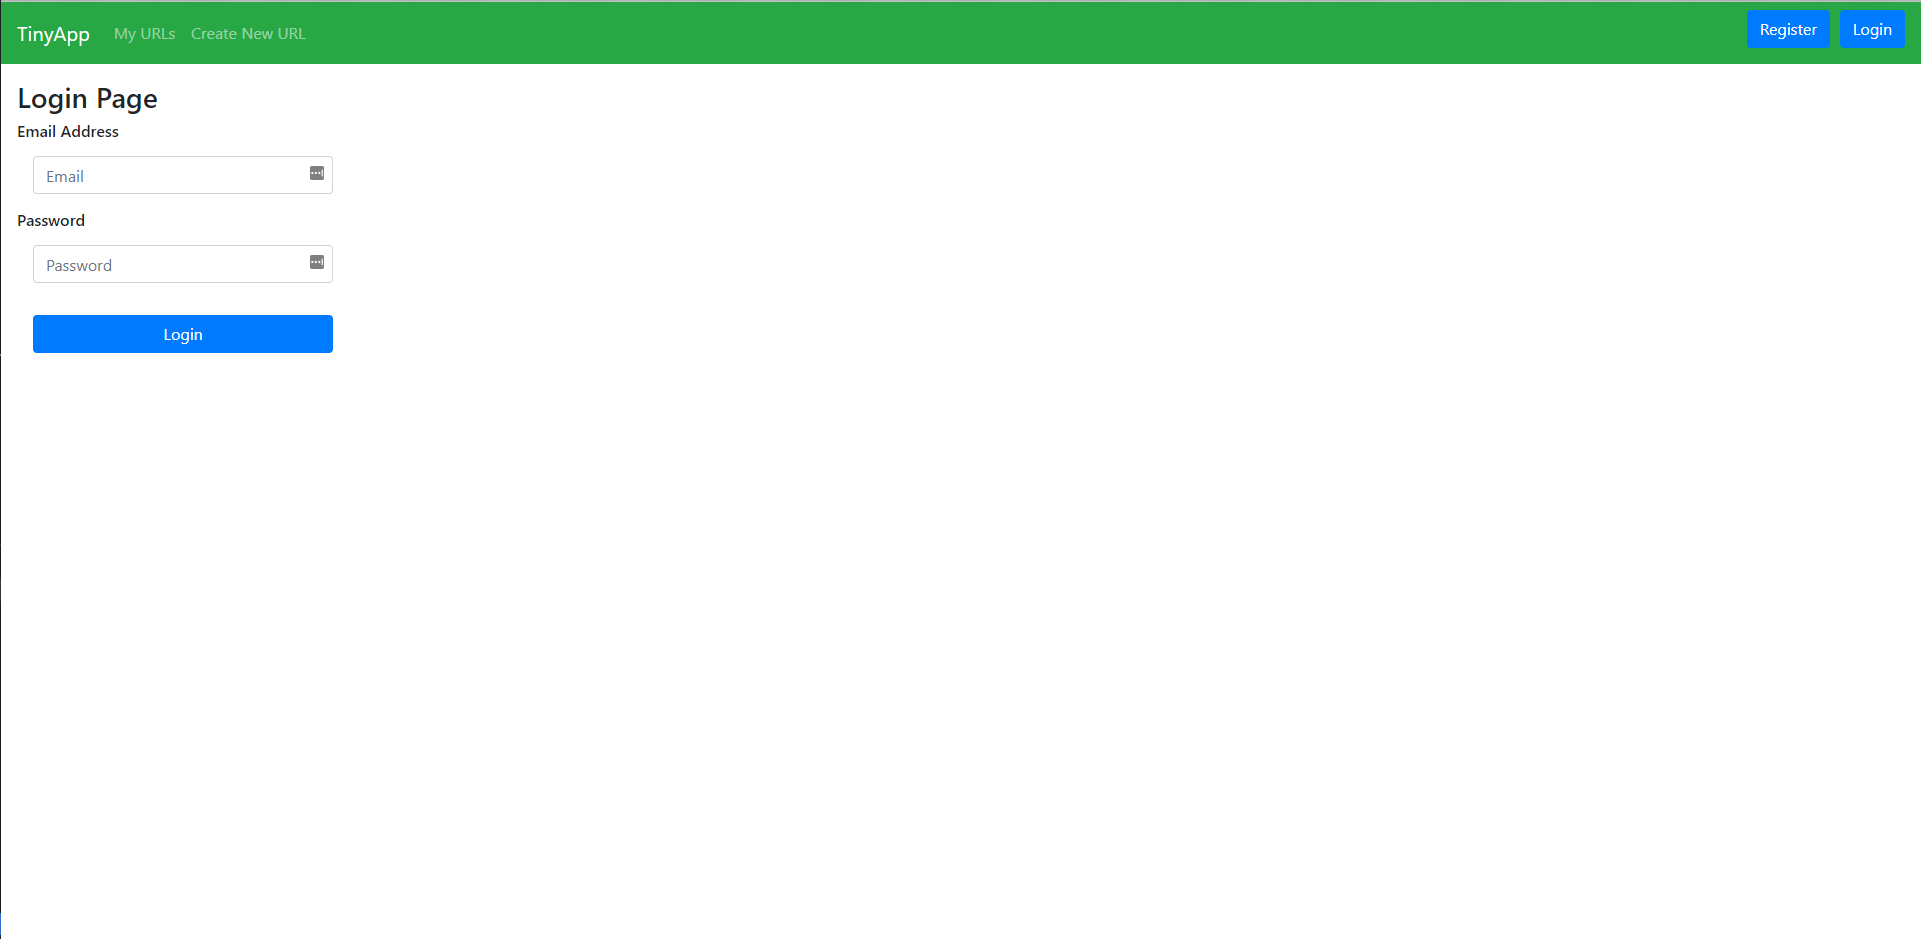 TinyApp My URLs Create New URL Register Login
Login Page
Email Address
Email
Password
Password
Login